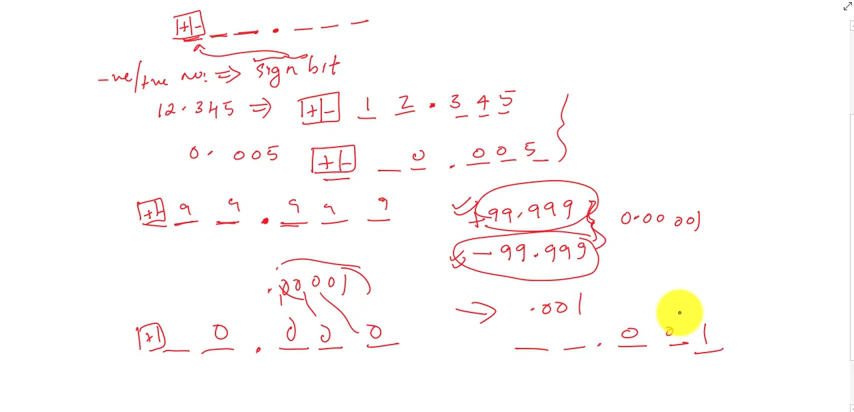 +/- _ _ . _ _ _
-ve/+ve no. => sign bit
12.345 => +/- 1 2 . 3 4 5
0.005 +/- _ 0 . 0 0 5
+/- 9 9 . 9 9 9 +99.999 0.00001
-99.999
.00001 → .001
+/- _ 0 . 0 0 0 _ _ . 0 0 1